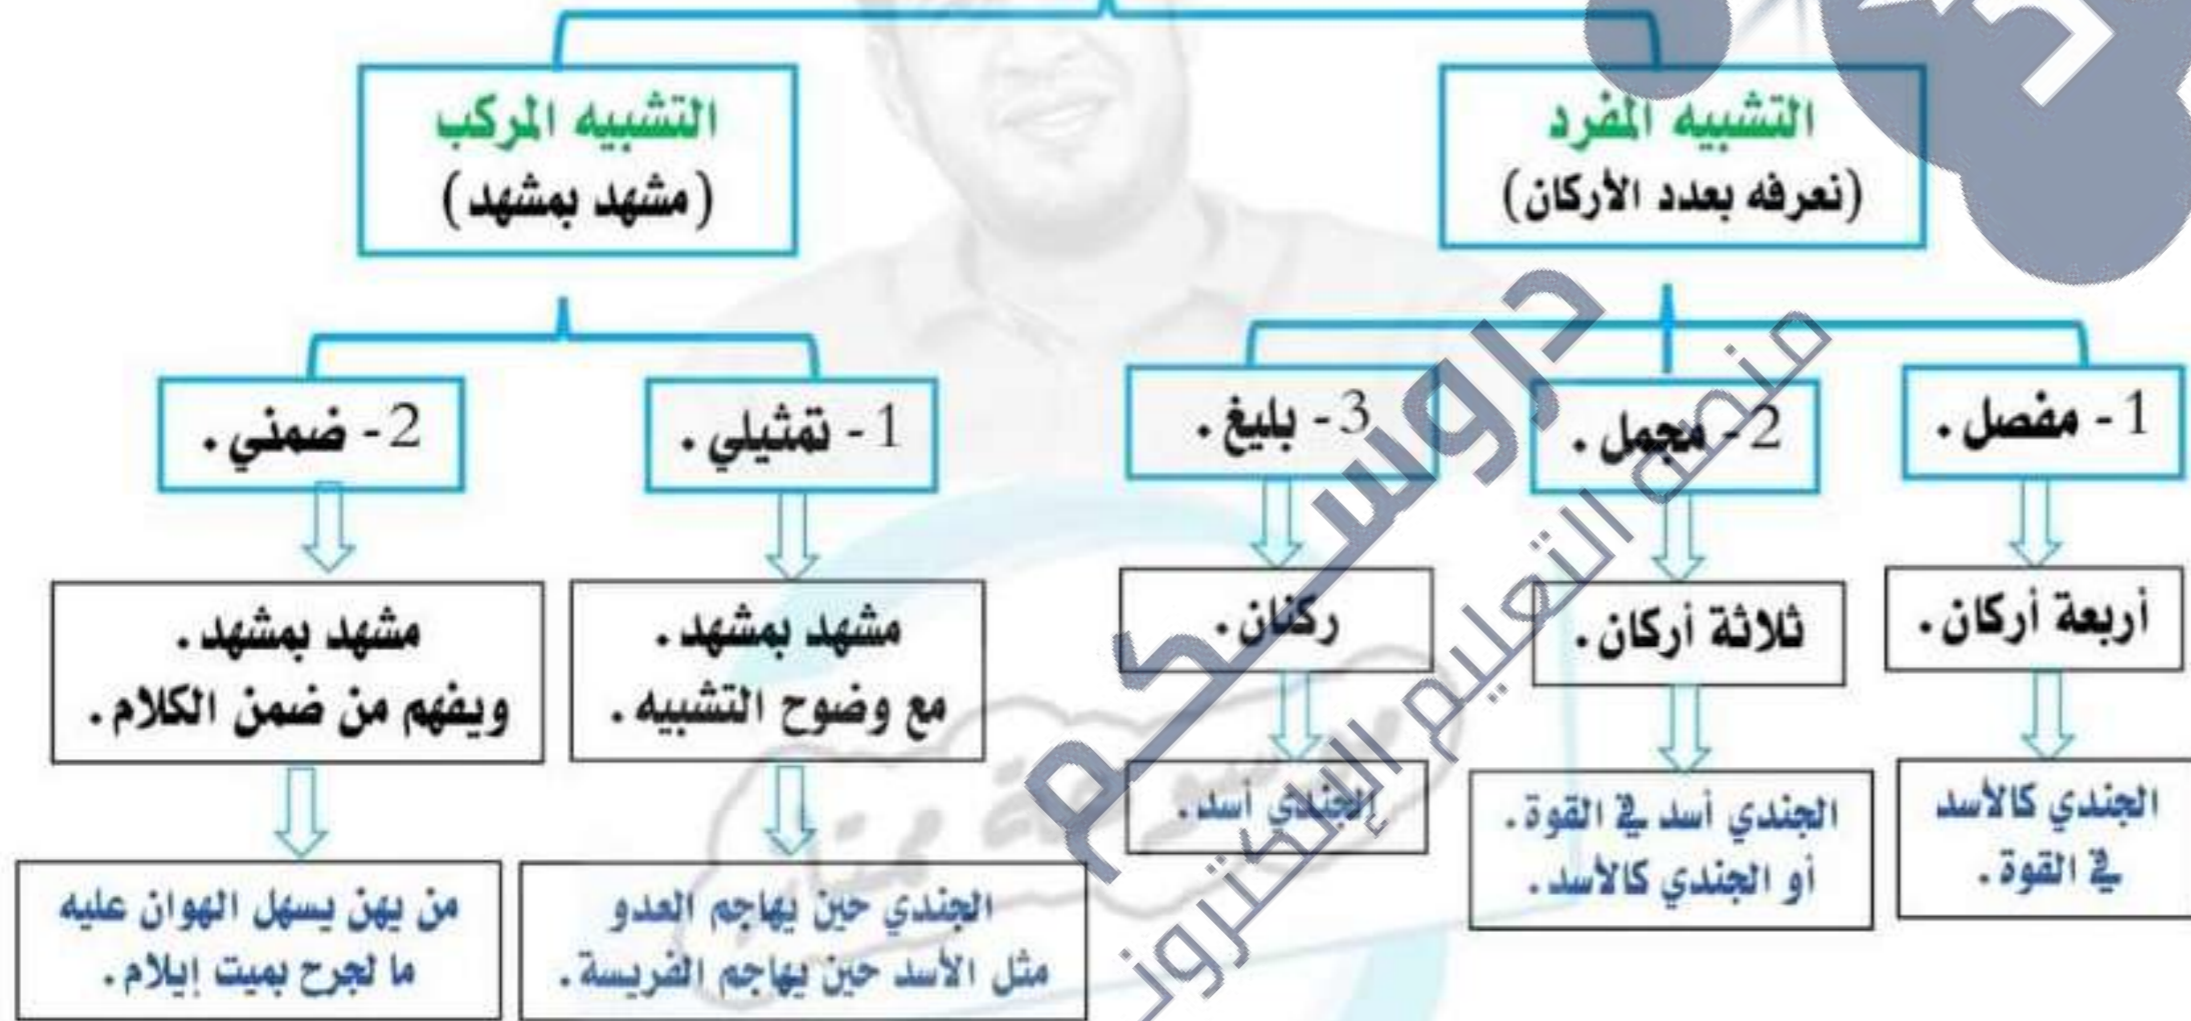 التشبيه المفرد
(نعرفه بعدد الأركان)
التشبيه المركب
(مشهد بمشهد)
1- مفصل.
2- مجمل.
3- بليغ.
1- تمثيلي.
2- ضمني.
أربعة أركان.
ثلاثة أركان.
ركنان.
مشهد بمشهد.
مع وضوح التشبيه.
مشهد بمشهد.
ويفهم من ضمن الكلام.
الجندي كالأسد
في القوة.
الجندي أسد في القوة.
أو الجندي كالأسد.
الجندي أسد.
الجندي حين يهاجم العدو
مثل الأسد حين يهاجم الفريسة.
من يهن يسهل الهوان عليه
ما لجرح بميت إيلام.
دروسكم
منصة التعليم